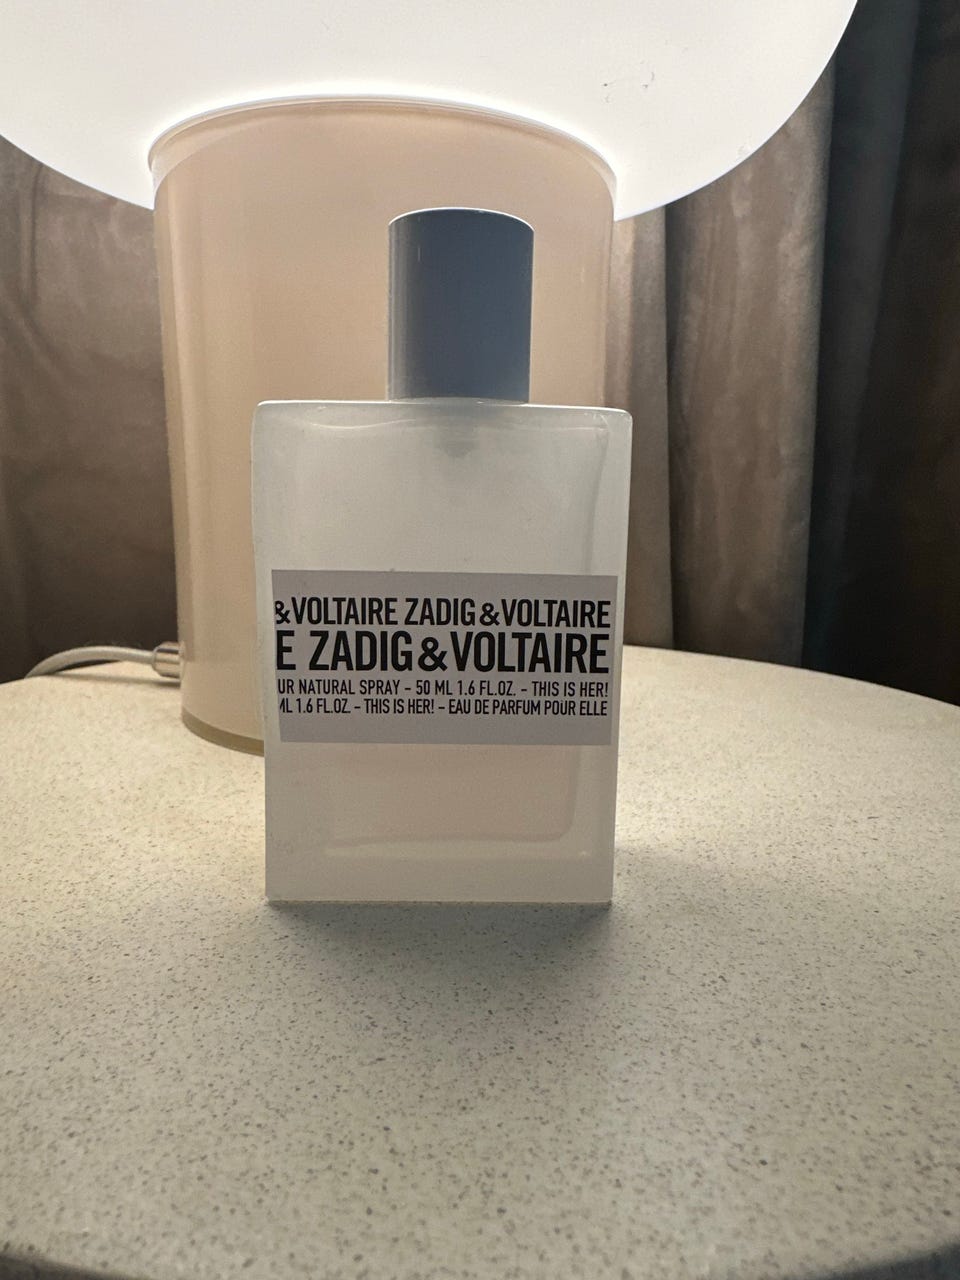 &VOLTAIRE ZADIG&VOLTAIRE
E ZADIG&VOLTAIRE
UR NATURAL SPRAY – 50 ML 1.6 FL.OZ. – THIS IS HER!
ML 1.6 FL.OZ. – THIS IS HER! – EAU DE PARFUM POUR ELLE